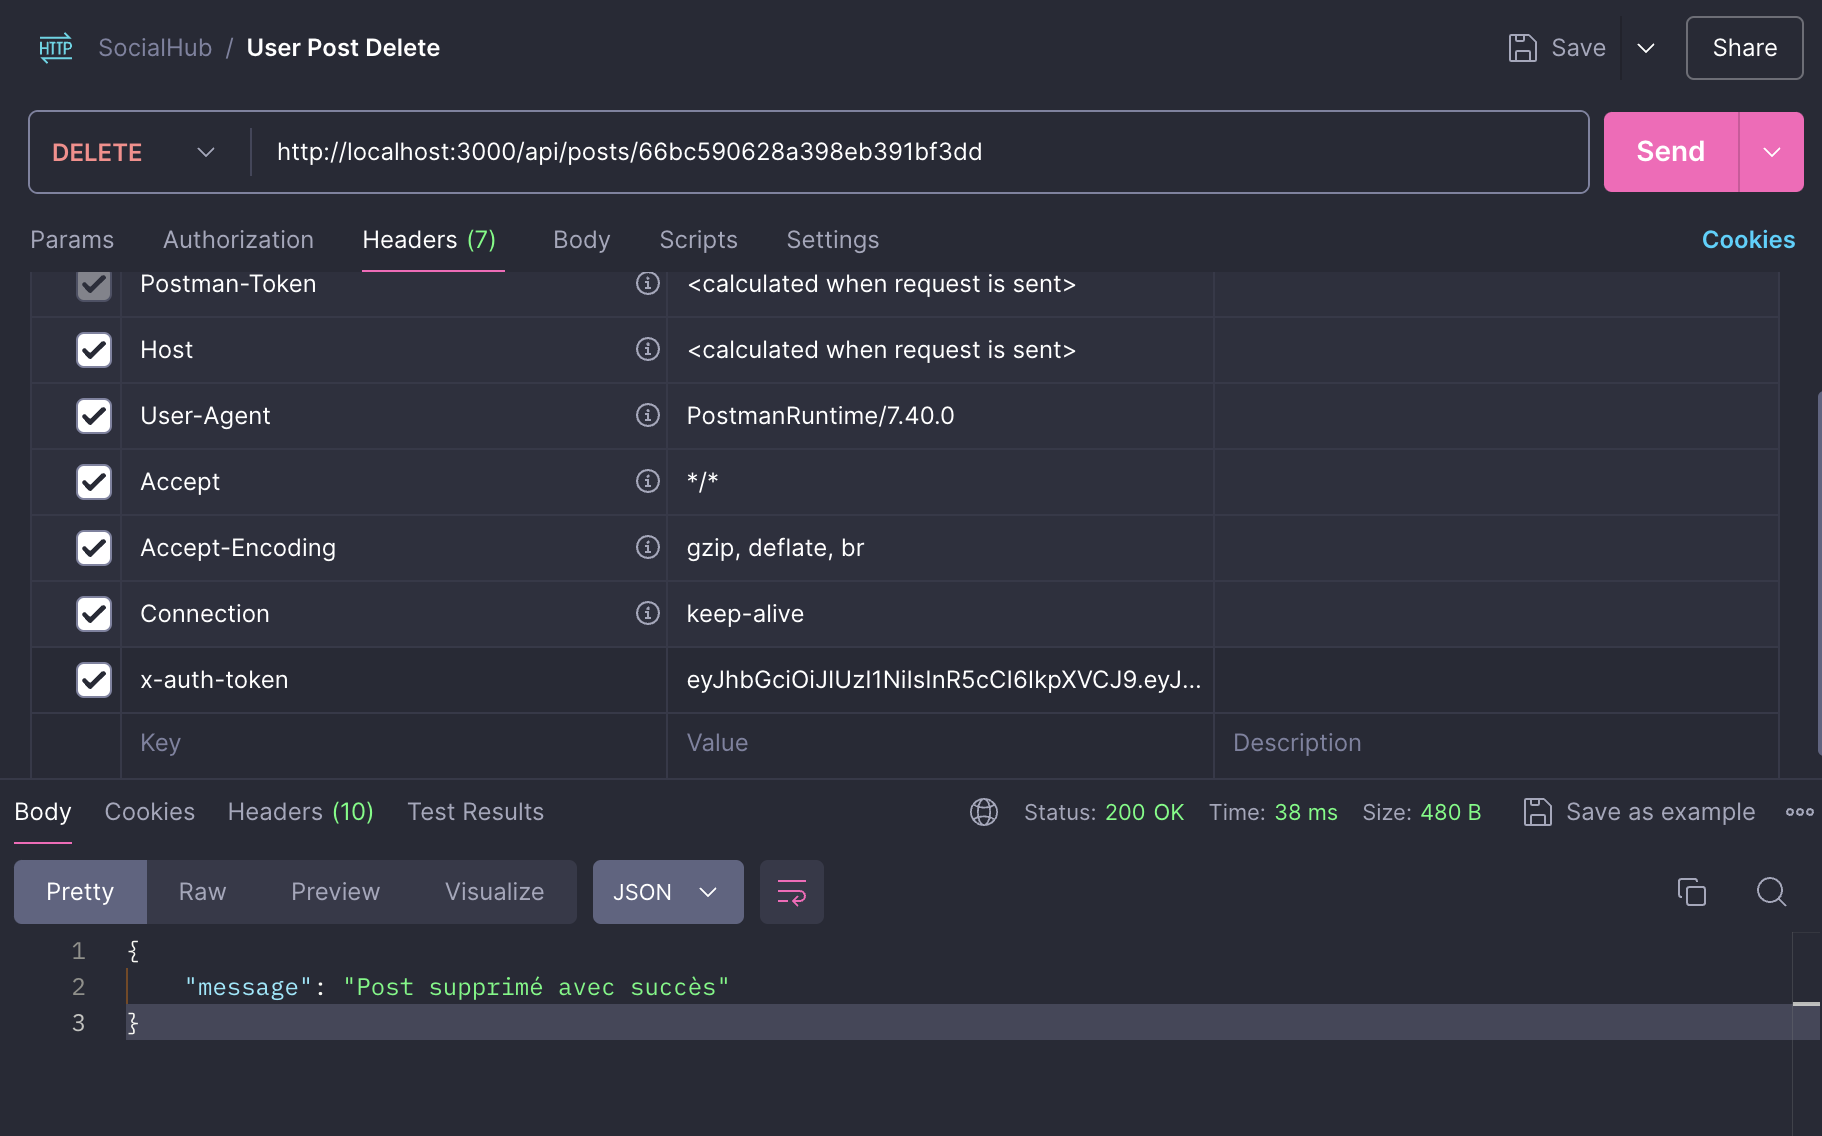 HTTP SocialHub / User Post Delete Save Share
DELETE http://localhost:3000/api/posts/66bc590628a398eb391bf3dd Send
Params Authorization Headers (7) Body Scripts Settings Cookies
Postman-Token <calculated when request is sent>
Host <calculated when request is sent>
User-Agent PostmanRuntime/7.40.0
Accept */*
Accept-Encoding gzip, deflate, br
Connection keep-alive
x-auth-token eyJhbGciOiJIUzI1NiIsInR5cCI6IkpXVCJ9.eyJ...
Key Value Description
Body Cookies Headers (10) Test Results Status: 200 OK Time: 38 ms Size: 480 B Save as example
Pretty Raw Preview Visualize JSON
1 {
2 "message": "Post supprimé avec succès"
3 }